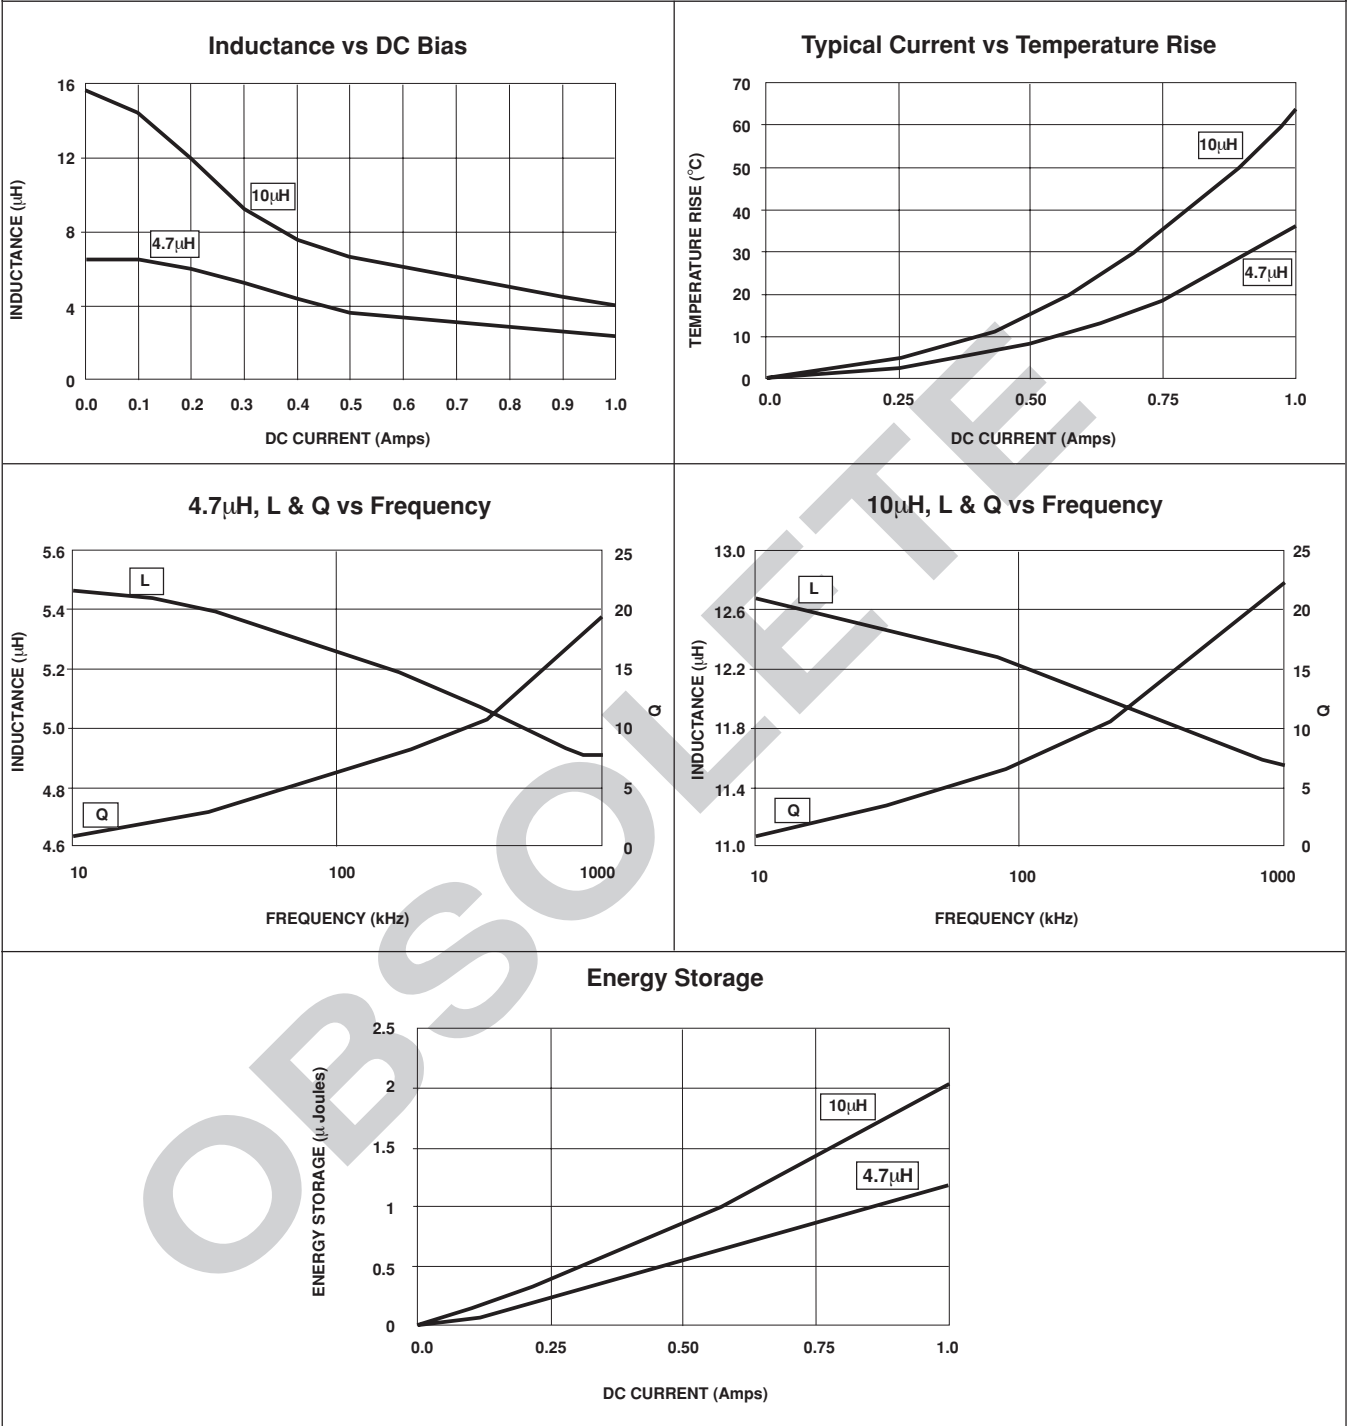 Inductance vs DC Bias
16
12
8
4
0
INDUCTANCE (µH)
10µH
4.7µH
0.0 0.1 0.2 0.3 0.4 0.5 0.6 0.7 0.8 0.9 1.0
DC CURRENT (Amps)
Typical Current vs Temperature Rise
70
60
50
40
30
20
10
0
TEMPERATURE RISE (°C)
10µH
4.7µH
0.0 0.25 0.50 0.75 1.0
DC CURRENT (Amps)
4.7µH, L & Q vs Frequency
5.6
5.4
5.2
5.0
4.8
4.6
INDUCTANCE (µH)
L
Q
25
20
15
10
5
0
Q
10 100 1000
FREQUENCY (kHz)
10µH, L & Q vs Frequency
13.0
12.6
12.2
11.8
11.4
11.0
INDUCTANCE (µH)
L
Q
25
20
15
10
5
0
Q
10 100 1000
FREQUENCY (kHz)
Energy Storage
2.5
2
1.5
1
0.5
0
ENERGY STORAGE (µ Joules)
10µH
4.7µH
0.0 0.25 0.50 0.75 1.0
DC CURRENT (Amps)
OBSOLETE